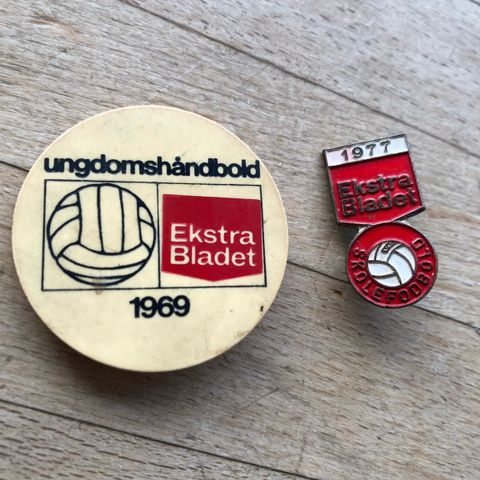 ungdomshåndbold
Ekstra
Bladet
1969
1977
Ekstra
Bladet
SKOLEFODBOLD